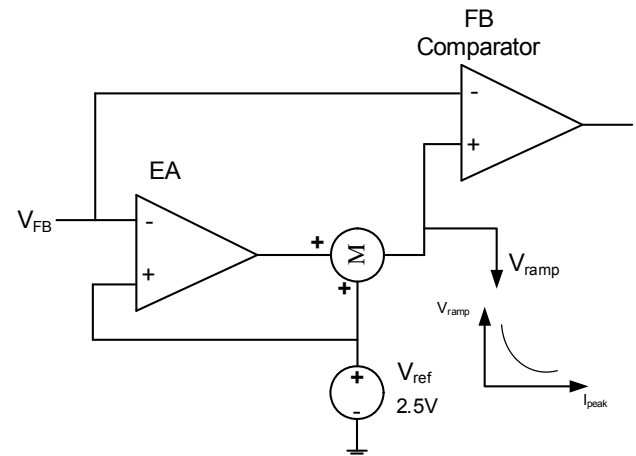 FB
Comparator
-
+
EA
V_FB
-
+
+
M
+
V_ramp
V_ramp
I_peak
+
-
V_ref
2.5V